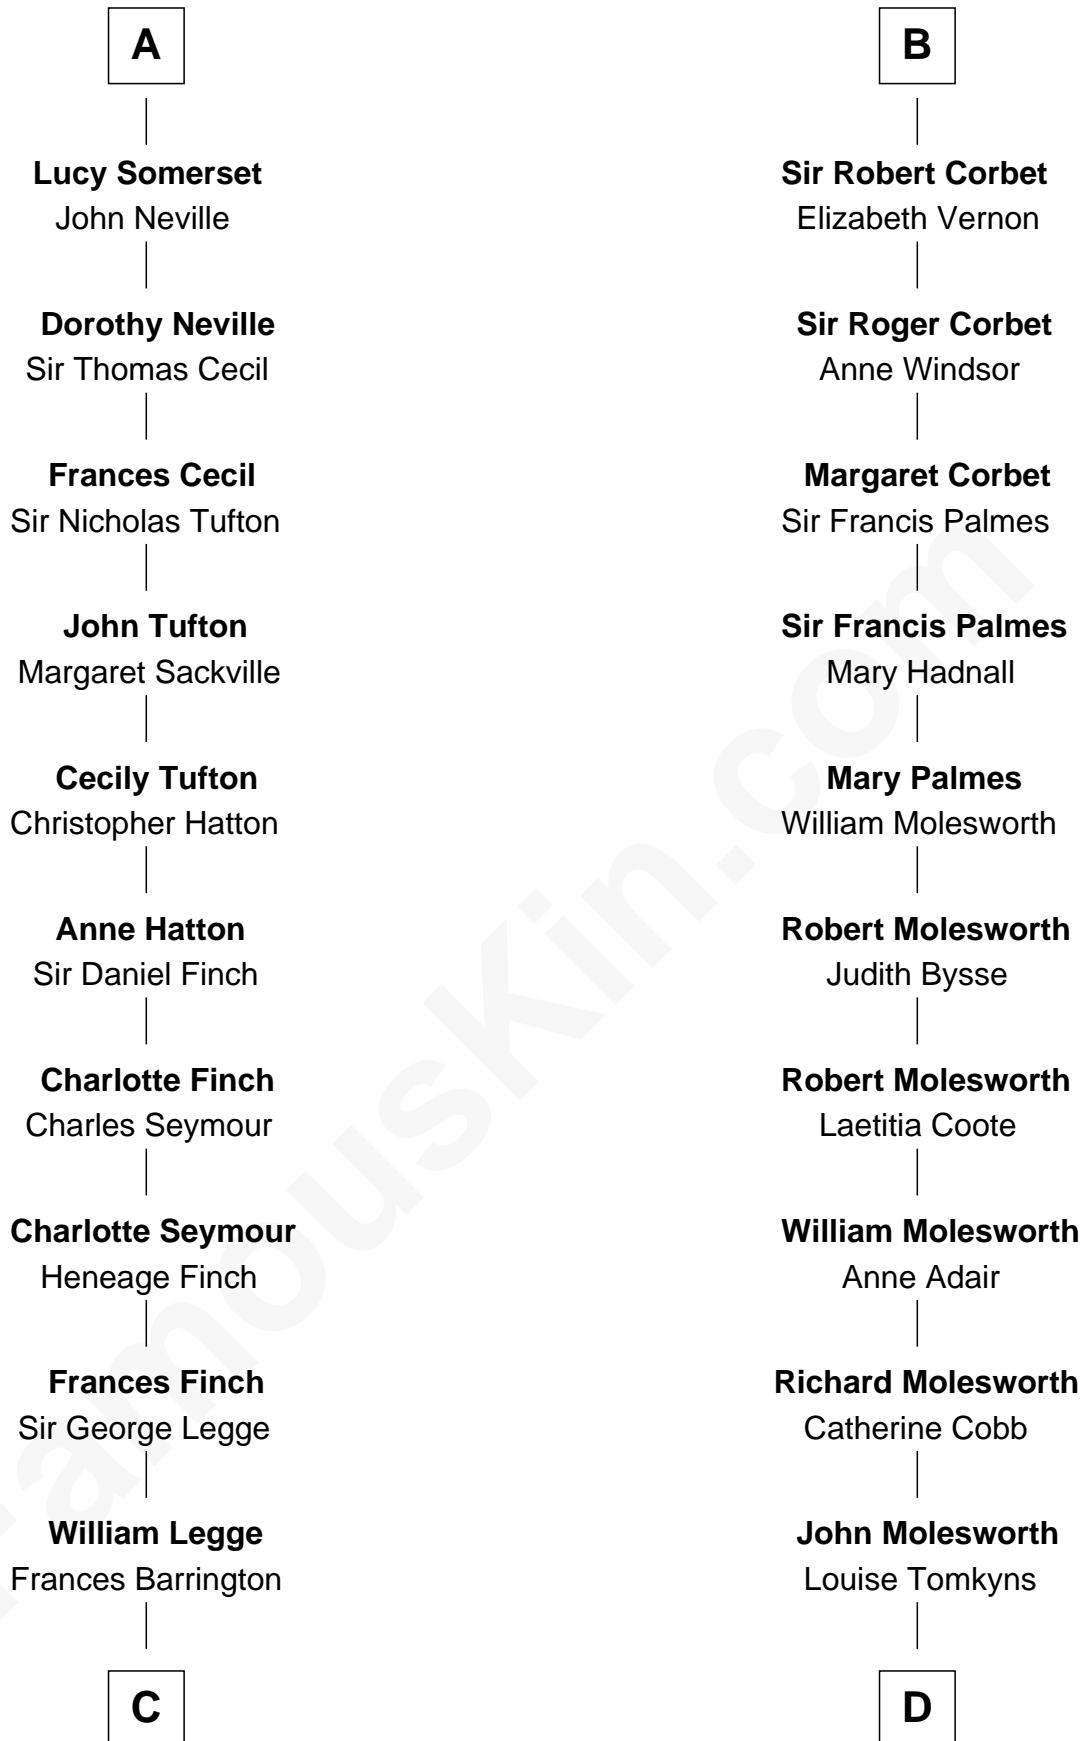 A
Lucy Somerset
John Neville
Dorothy Neville
Sir Thomas Cecil
Frances Cecil
Sir Nicholas Tufton
John Tufton
Margaret Sackville
Cecily Tufton
Christopher Hatton
Anne Hatton
Sir Daniel Finch
Charlotte Finch
Charles Seymour
Charlotte Seymour
Heneage Finch
Frances Finch
Sir George Legge
William Legge
Frances Barrington
C
B
Sir Robert Corbet
Elizabeth Vernon
Sir Roger Corbet
Anne Windsor
Margaret Corbet
Sir Francis Palmes
Sir Francis Palmes
Mary Hadnall
Mary Palmes
William Molesworth
Robert Molesworth
Judith Bysse
Robert Molesworth
Laetitia Coote
William Molesworth
Anne Adair
Richard Molesworth
Catherine Cobb
John Molesworth
Louise Tomkyns
D
FamousKin.com